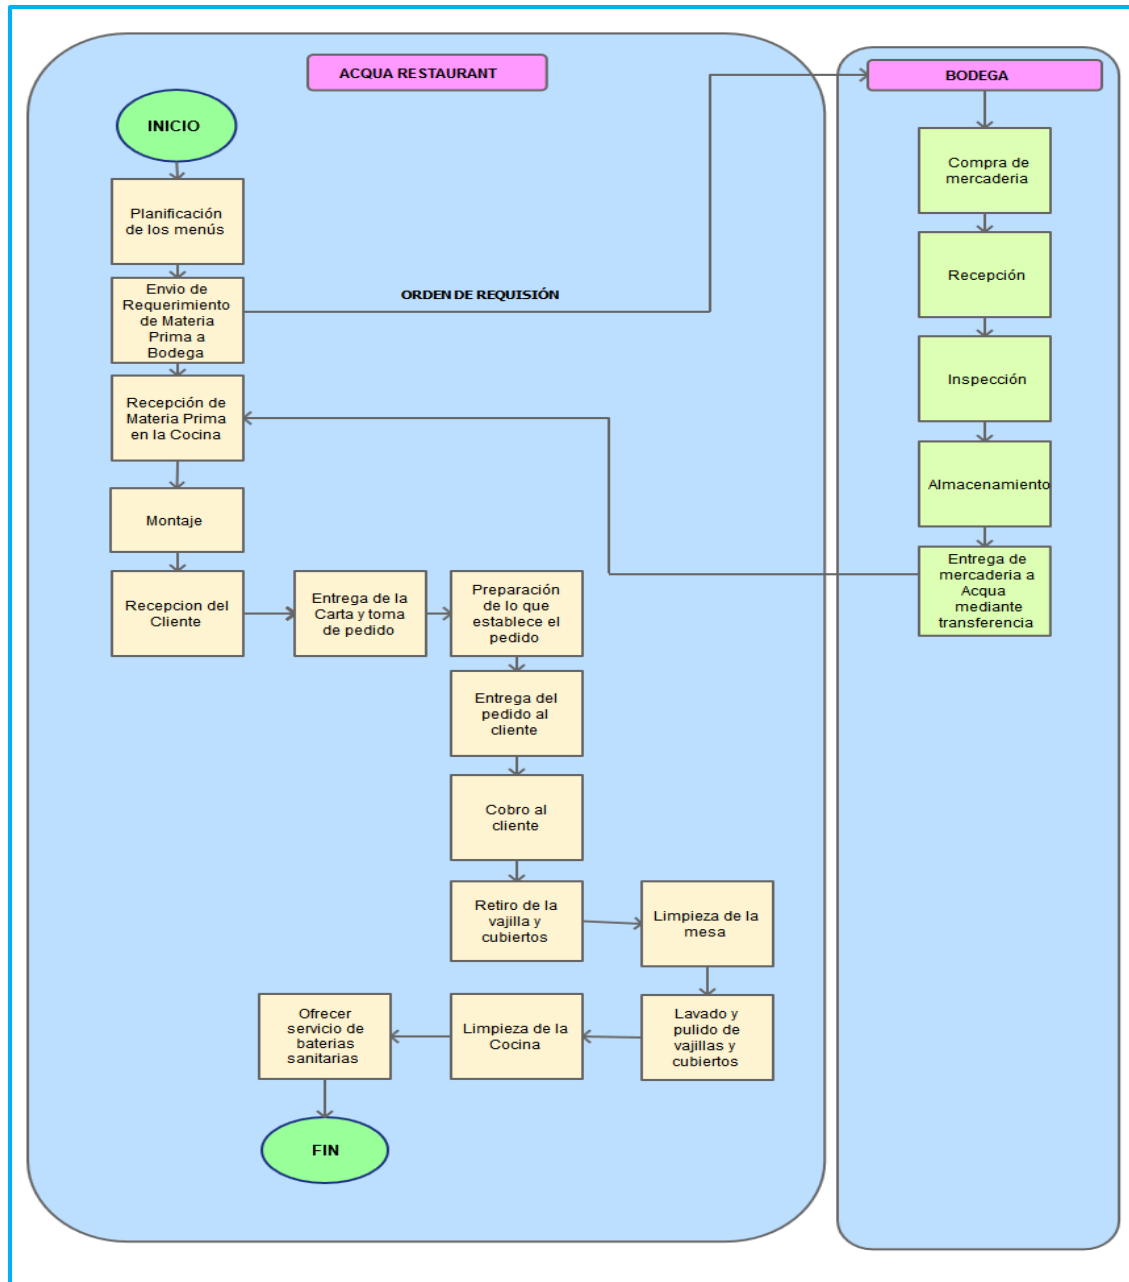 ACQUA RESTAURANT
INICIO
Planificación
de los menús
Envio de
Requerimiento
de Materia
Prima a
Bodega
ORDEN DE REQUISIÓN
Recepción de
Materia Prima
en la Cocina
Montaje
Recepcion del
Cliente
Entrega de la
Carta y toma
de pedido
Preparación
de lo que
establece el
pedido
Entrega del
pedido al
cliente
Cobro al
cliente
Retiro de la
vajilla y
cubiertos
Limpieza de la
mesa
Lavado y
pulido de
vajillas y
cubiertos
Limpieza de la
Cocina
Ofrecer
servicio de
baterias
sanitarias
FIN
BODEGA
Compra de
mercaderia
Recepción
Inspección
Almacenamiento
Entrega de
mercaderia a
Acqua
mediante
transferencia